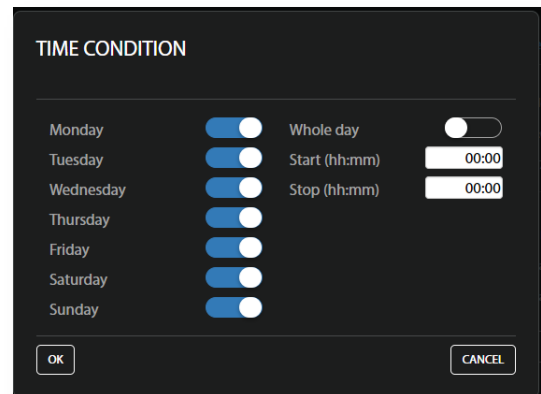 TIME CONDITION
Monday
Whole day
Tuesday
Start (hh:mm) 00:00
Wednesday
Stop (hh:mm) 00:00
Thursday
Friday
Saturday
Sunday
OK
CANCEL